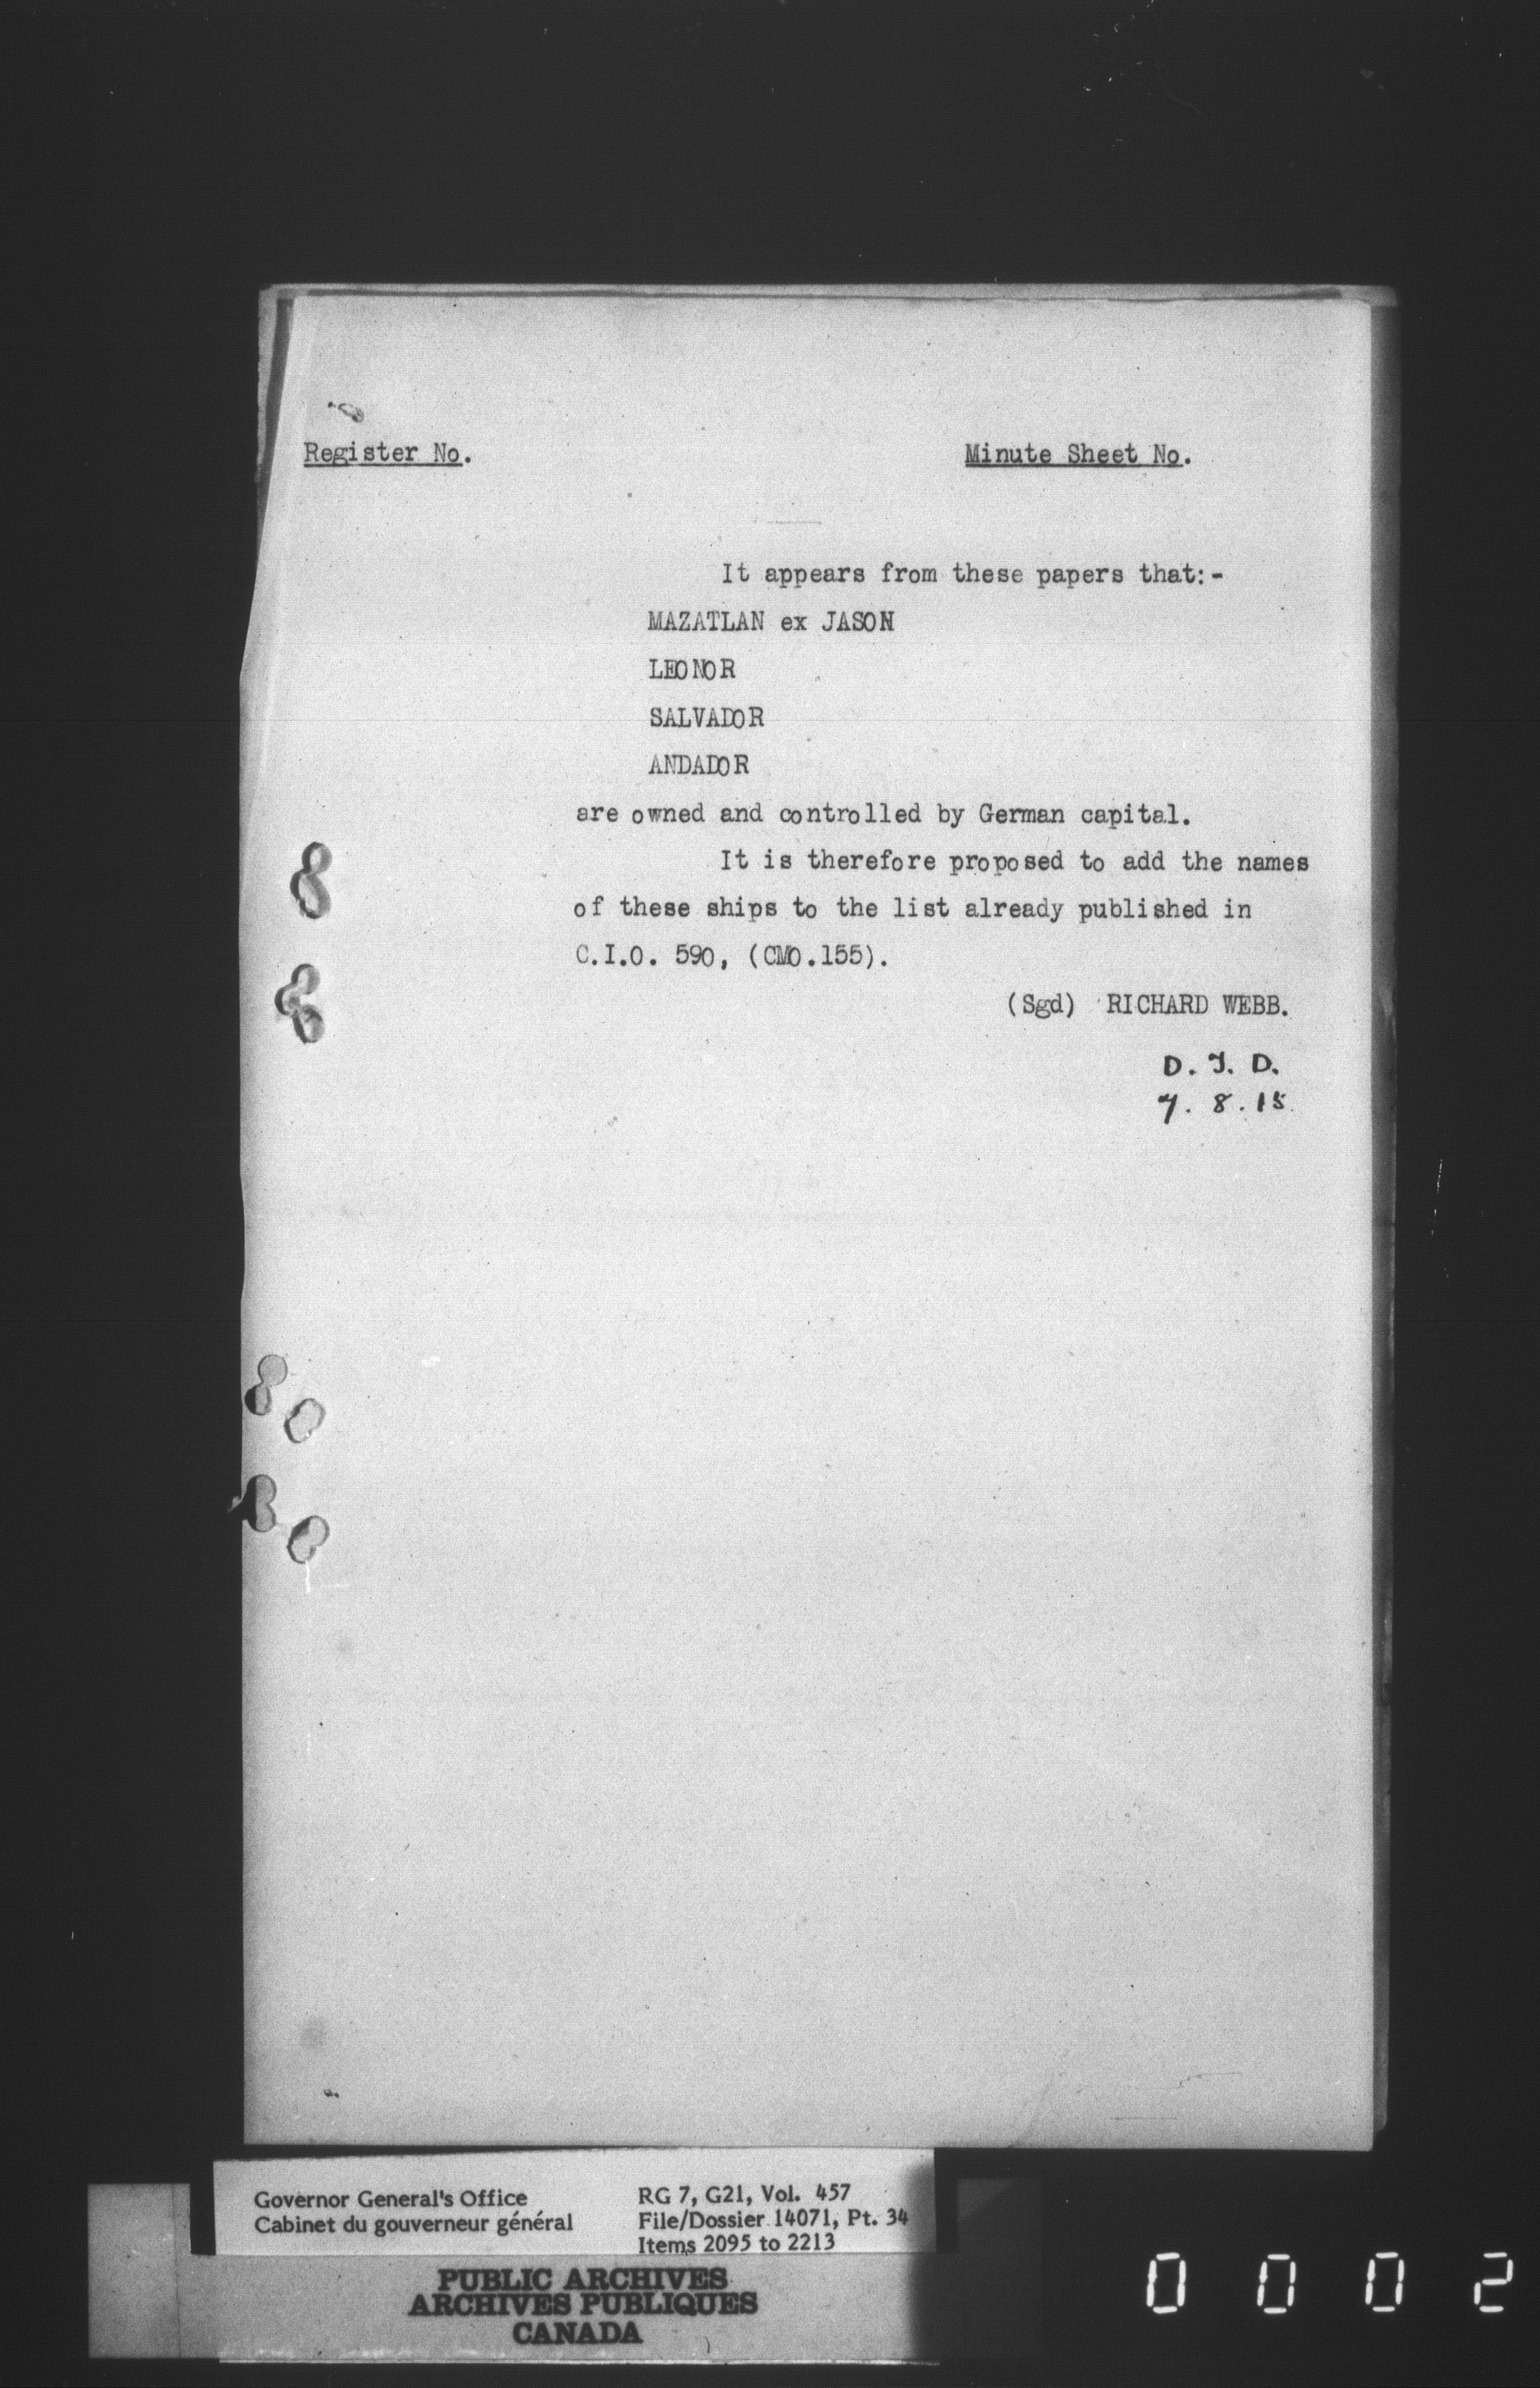 Register No.
Minute Sheet No.
It appears from these papers that:-
MAZATLAN ex JASON
LEONOR
SALVADOR
ANDADOR
are owned and controlled by German capital.
It is therefore proposed to add the names
of these ships to the list already published in
C.I.O. 590, (CMO.155).
(Sgd) RICHARD WEBB.
D. I. D.
7. 8. 15.
Governor General's Office
Cabinet du gouverneur général
RG 7, G21, Vol. 457
File/Dossier 14071, Pt. 34
Items 2095 to 2213
PUBLIC ARCHIVES
ARCHIVES PUBLIQUES
CANADA
0 0 0 2